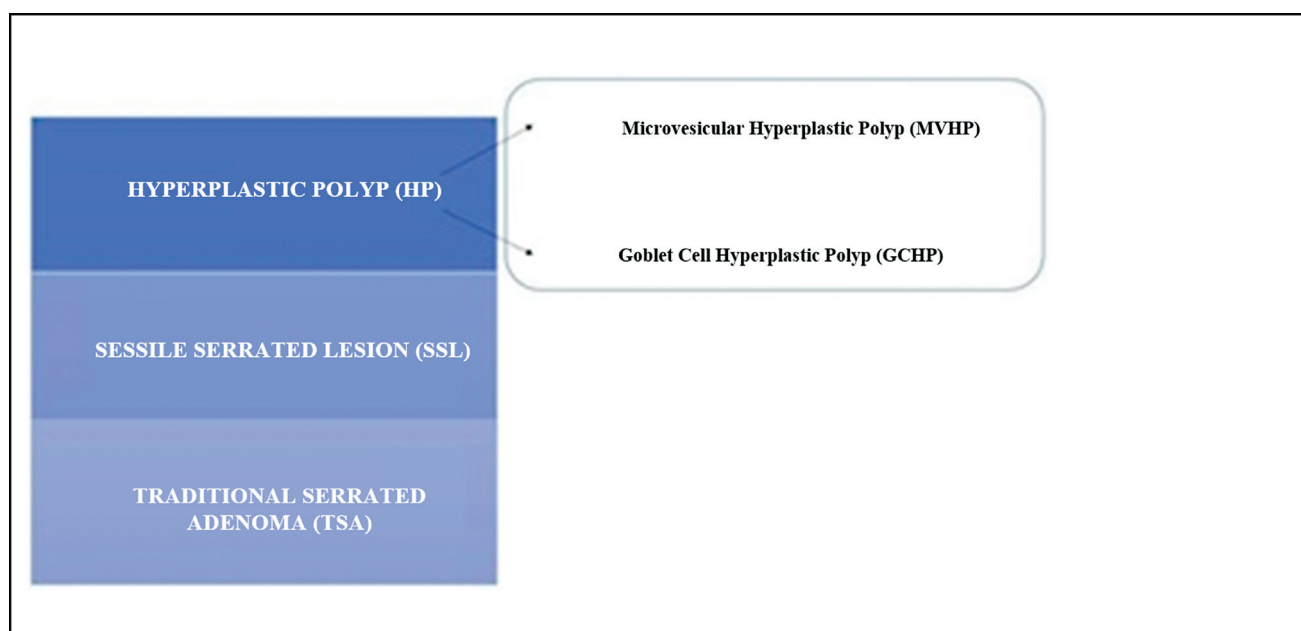 HYPERPLASTIC POLYP (HP)
Microvesicular Hyperplastic Polyp (MVHP)
Goblet Cell Hyperplastic Polyp (GCHP)
SESSILE SERRATED LESION (SSL)
TRADITIONAL SERRATED
ADENOMA (TSA)